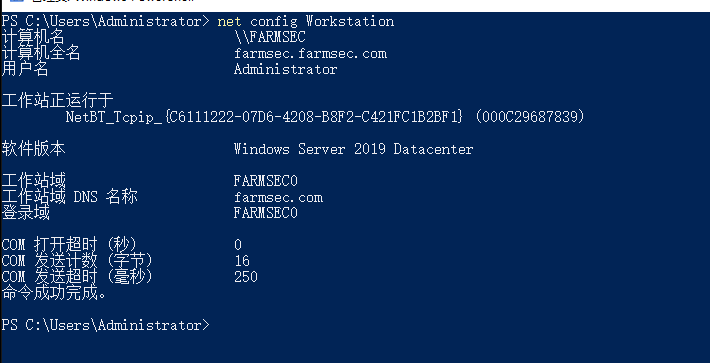 PS C:\Users\Administrator> net config Workstation
计算机名 \\FARMSEC
计算机全名 farmsec.farmsec.com
用户名 Administrator
工作站正运行于
NetBT_Tcpip_{C6111222-07D6-4208-B8F2-C421FC1B2BF1} (000C29687839)
软件版本 Windows Server 2019 Datacenter
工作站域 FARMSEC0
工作站域 DNS 名称 farmsec.com
登录域 FARMSEC0
COM 打开超时 (秒) 0
COM 发送计数 (字节) 16
COM 发送超时 (毫秒) 250
命令成功完成。
PS C:\Users\Administrator>